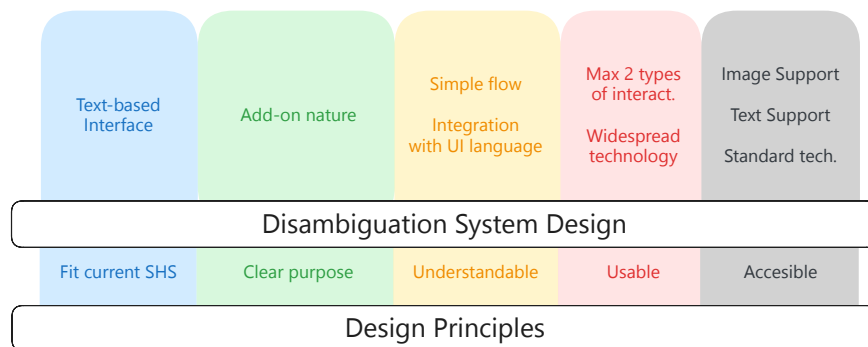 Text-based
Interface
Add-on nature
Simple flow
Integration
with UI language
Max 2 types
of interact.
Widespread
technology
Image Support
Text Support
Standard tech.
Disambiguation System Design
Fit current SHS
Clear purpose
Understandable
Usable
Accesible
Design Principles